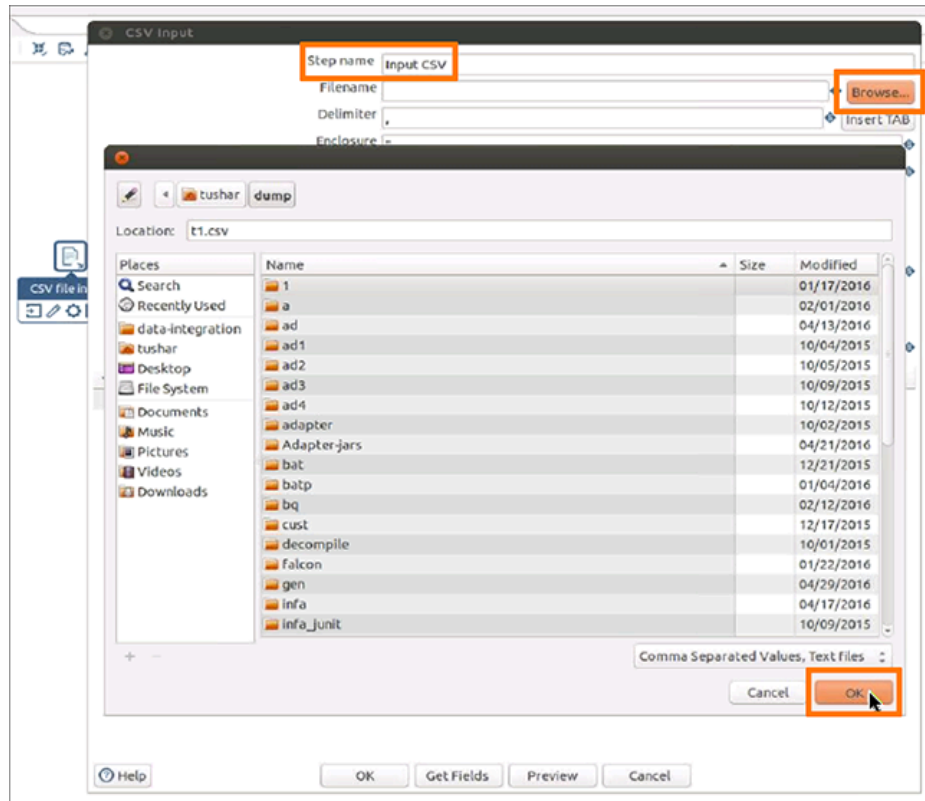 CSV Input
Step name Input CSV
Filename Browse...
Delimiter , Insert TAB
Enclosure "
tushar dump
Location: t1.csv
CSV file in
Places Name Size Modified
Search 1 01/17/2016
Recently Used a 02/01/2016
data-integration ad 04/13/2016
tushar ad1 10/04/2015
Desktop ad2 10/05/2015
File System ad3 10/09/2015
Documents ad4 10/12/2015
Music adapter 10/02/2015
Pictures Adapter-jars 04/21/2016
Videos bat 12/21/2015
Downloads batp 01/04/2016
bq 02/12/2016
cust 12/17/2015
decompile 10/01/2015
falcon 01/22/2016
gen 04/29/2016
infa 04/17/2016
infa_junit 10/09/2015
Comma Separated Values, Text files
Cancel OK
Help OK Get Fields Preview Cancel